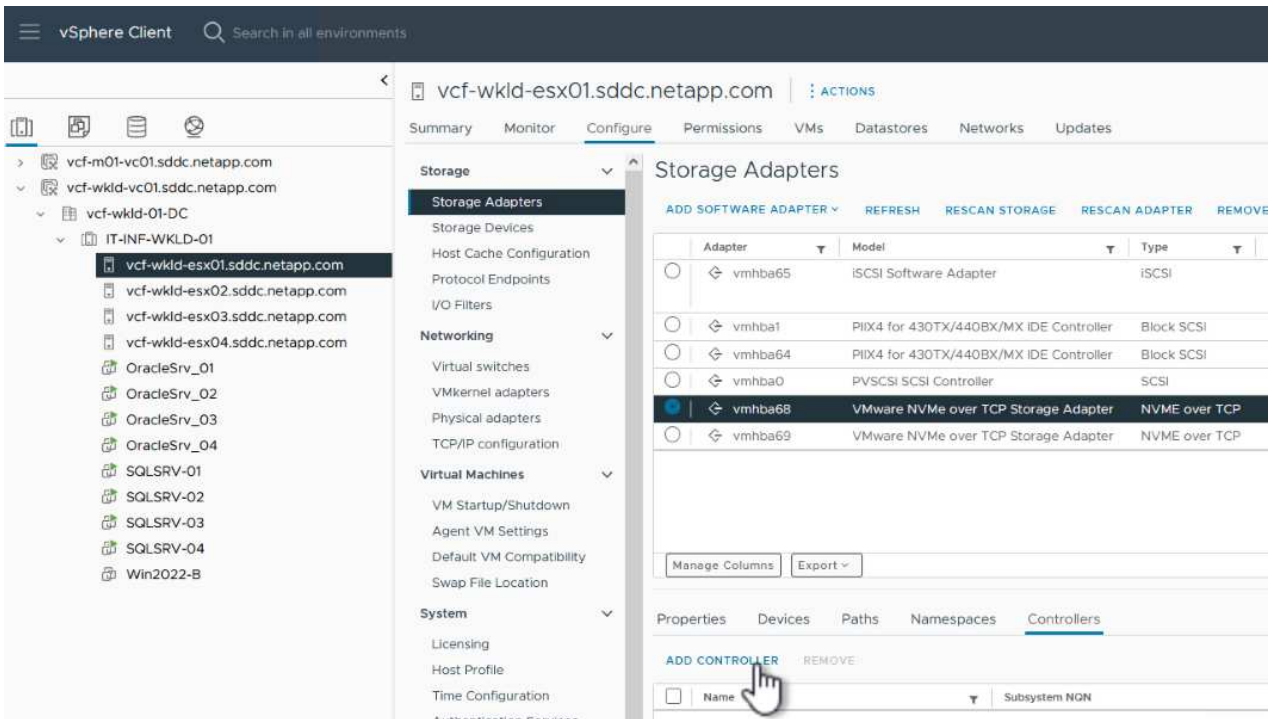 vSphere Client Search in all environments
vcf-wkld-esx01.sddc.netapp.com ACTIONS
Summary Monitor Configure Permissions VMs Datastores Networks Updates
vcf-m01-vc01.sddc.netapp.com
vcf-wkld-vc01.sddc.netapp.com
vcf-wkld-01-DC
IT-INF-WKLD-01
vcf-wkld-esx01.sddc.netapp.com
vcf-wkld-esx02.sddc.netapp.com
vcf-wkld-esx03.sddc.netapp.com
vcf-wkld-esx04.sddc.netapp.com
OracleSrv_01
OracleSrv_02
OracleSrv_03
OracleSrv_04
SQLSRV-01
SQLSRV-02
SQLSRV-03
SQLSRV-04
Win2022-B
Storage
Storage Adapters
Storage Devices
Host Cache Configuration
Protocol Endpoints
I/O Filters
Networking
Virtual switches
VMkernel adapters
Physical adapters
TCP/IP configuration
Virtual Machines
VM Startup/Shutdown
Agent VM Settings
Default VM Compatibility
Swap File Location
System
Licensing
Host Profile
Time Configuration
Storage Adapters
ADD SOFTWARE ADAPTER REFRESH RESCAN STORAGE RESCAN ADAPTER REMOVE
Adapter Model Type
vmhba65 iSCSI Software Adapter iSCSI
vmhba1 PIIX4 for 430TX/440BX/MX IDE Controller Block SCSI
vmhba64 PIIX4 for 430TX/440BX/MX IDE Controller Block SCSI
vmhba0 PVSCSI SCSI Controller SCSI
vmhba68 VMware NVMe over TCP Storage Adapter NVME over TCP
vmhba69 VMware NVMe over TCP Storage Adapter NVME over TCP
Manage Columns Export
Properties Devices Paths Namespaces Controllers
ADD CONTROLLER REMOVE
Name Subsystem NQN